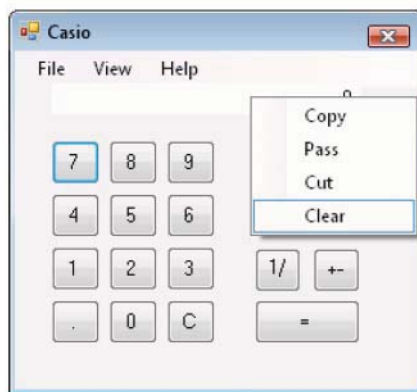 Casio
File View Help
Copy
Pass
Cut
Clear
7 8 9
4 5 6
1 2 3 1/ +-
. 0 C =